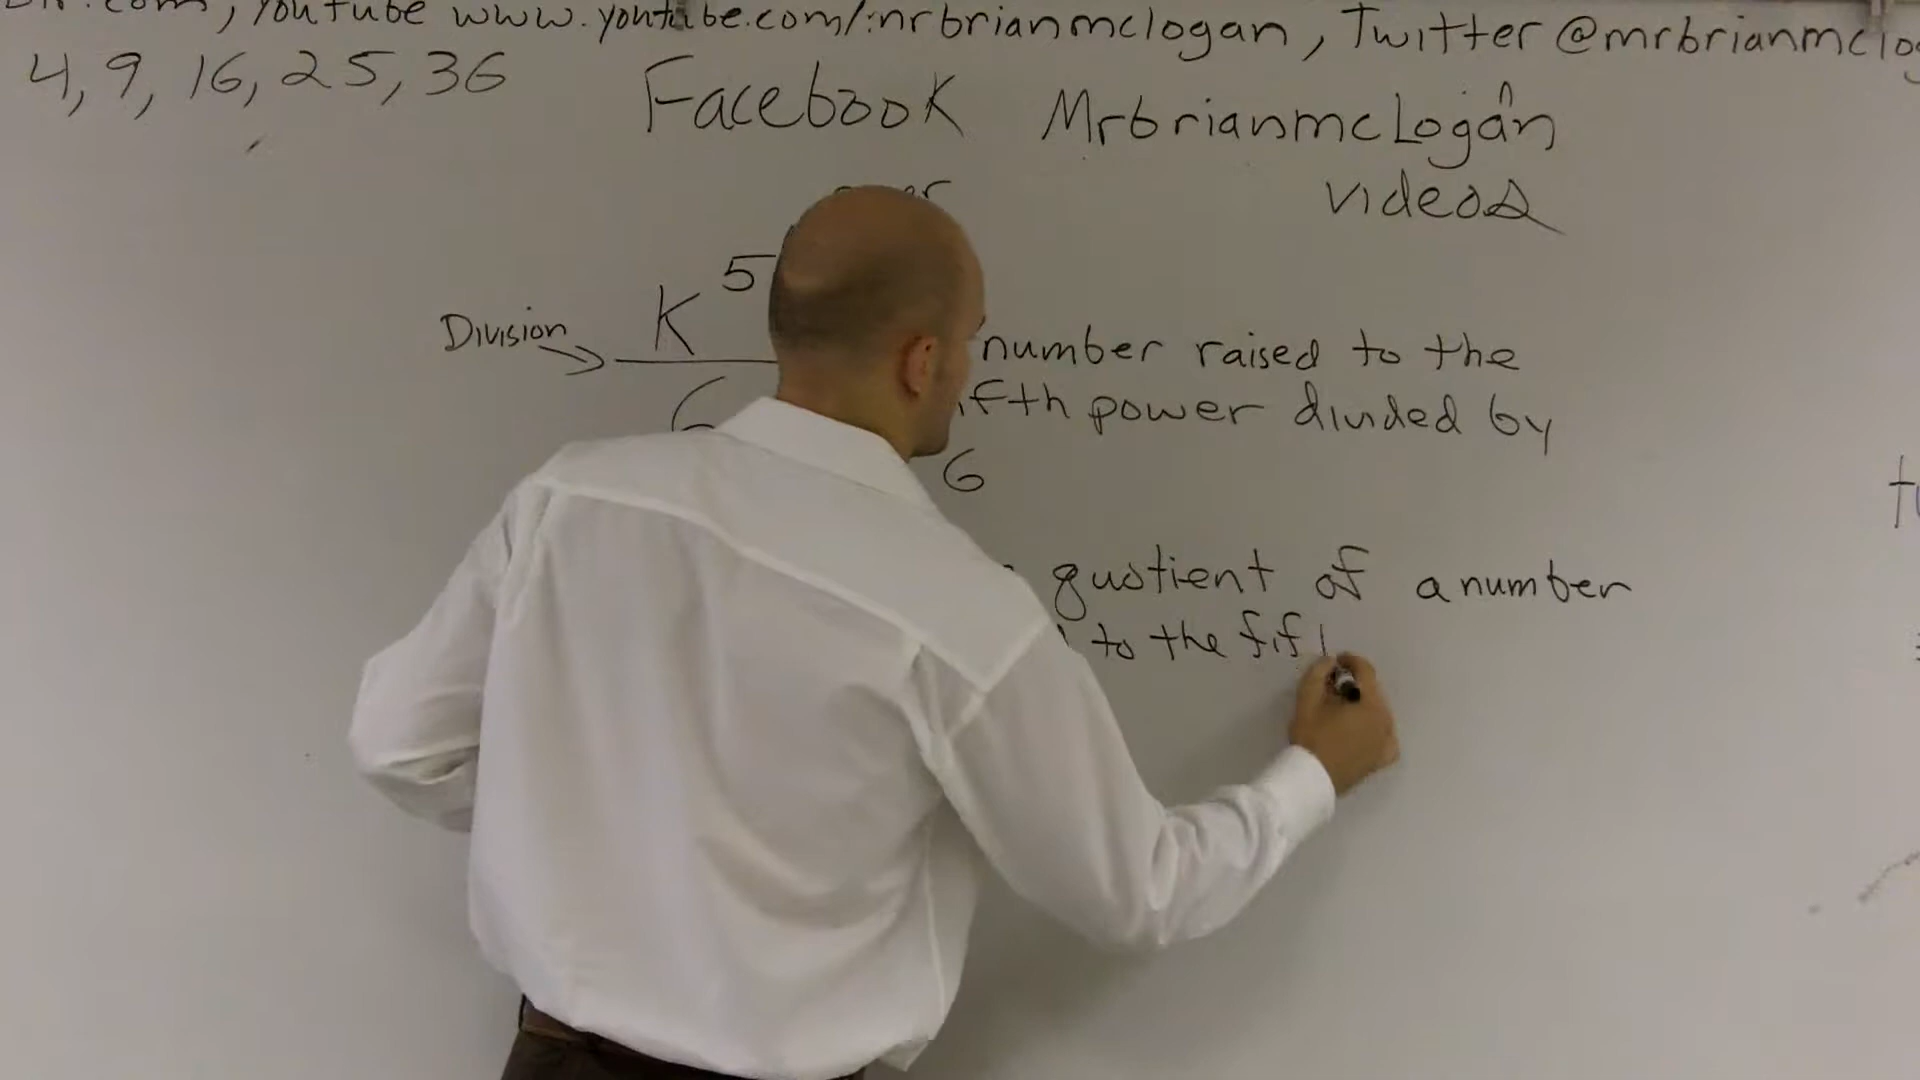 , Youtube www.youtube.com/mrbrianmclogan, Twitter @mrbrianmclo
4, 9, 16, 25, 36
Facebook MrbrianmcLogan
videos
K 5
Division
number raised to the
power divided by
6
6
quotient of a number
to the fif